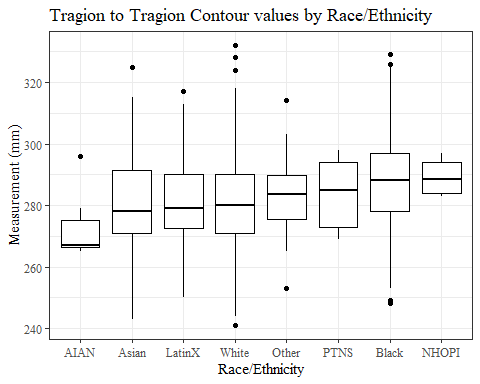 Tragion to Tragion Contour values by Race/Ethnicity
Measurement (mm)
320
300
280
260
240
AIAN Asian LatinX White Other PTNS Black NHOPI
Race/Ethnicity